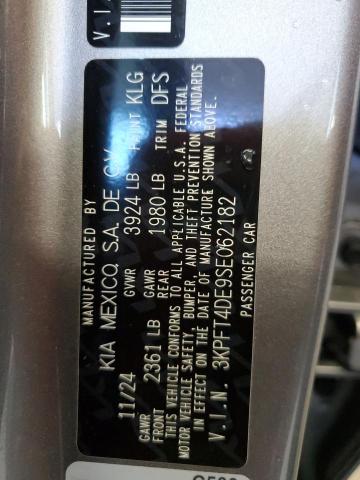 V.I.
MANUFACTURED BY
KIA MEXICO, S.A. DE C.V.
11/24 GVWR 3924 LB PAINT KLG
GAWR FRONT 2361 LB GAWR REAR 1980 LB TRIM DFS
THIS VEHICLE CONFORMS TO ALL APPLICABLE U.S.A. FEDERAL
MOTOR VEHICLE SAFETY, BUMPER, AND THEFT PREVENTION STANDARDS
IN EFFECT ON THE DATE OF MANUFACTURE SHOWN ABOVE.
V.I.N. 3KPFT4DE9SE062182
PASSENGER CAR